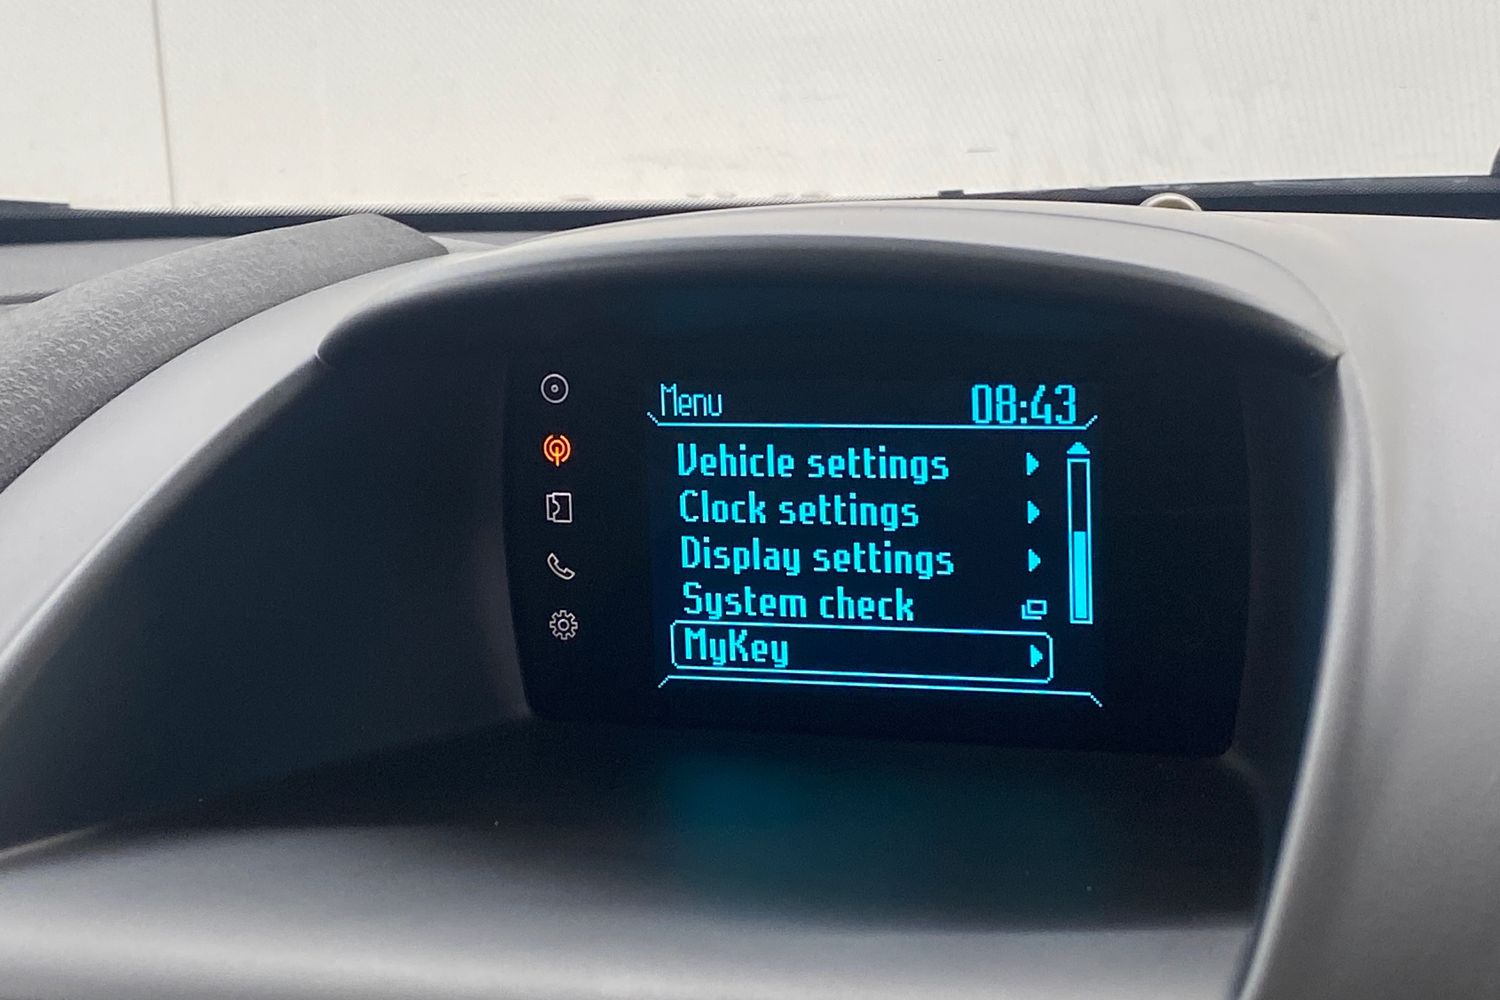 Menu 08:43
Vehicle settings
Clock settings
Display settings
System check
MyKey